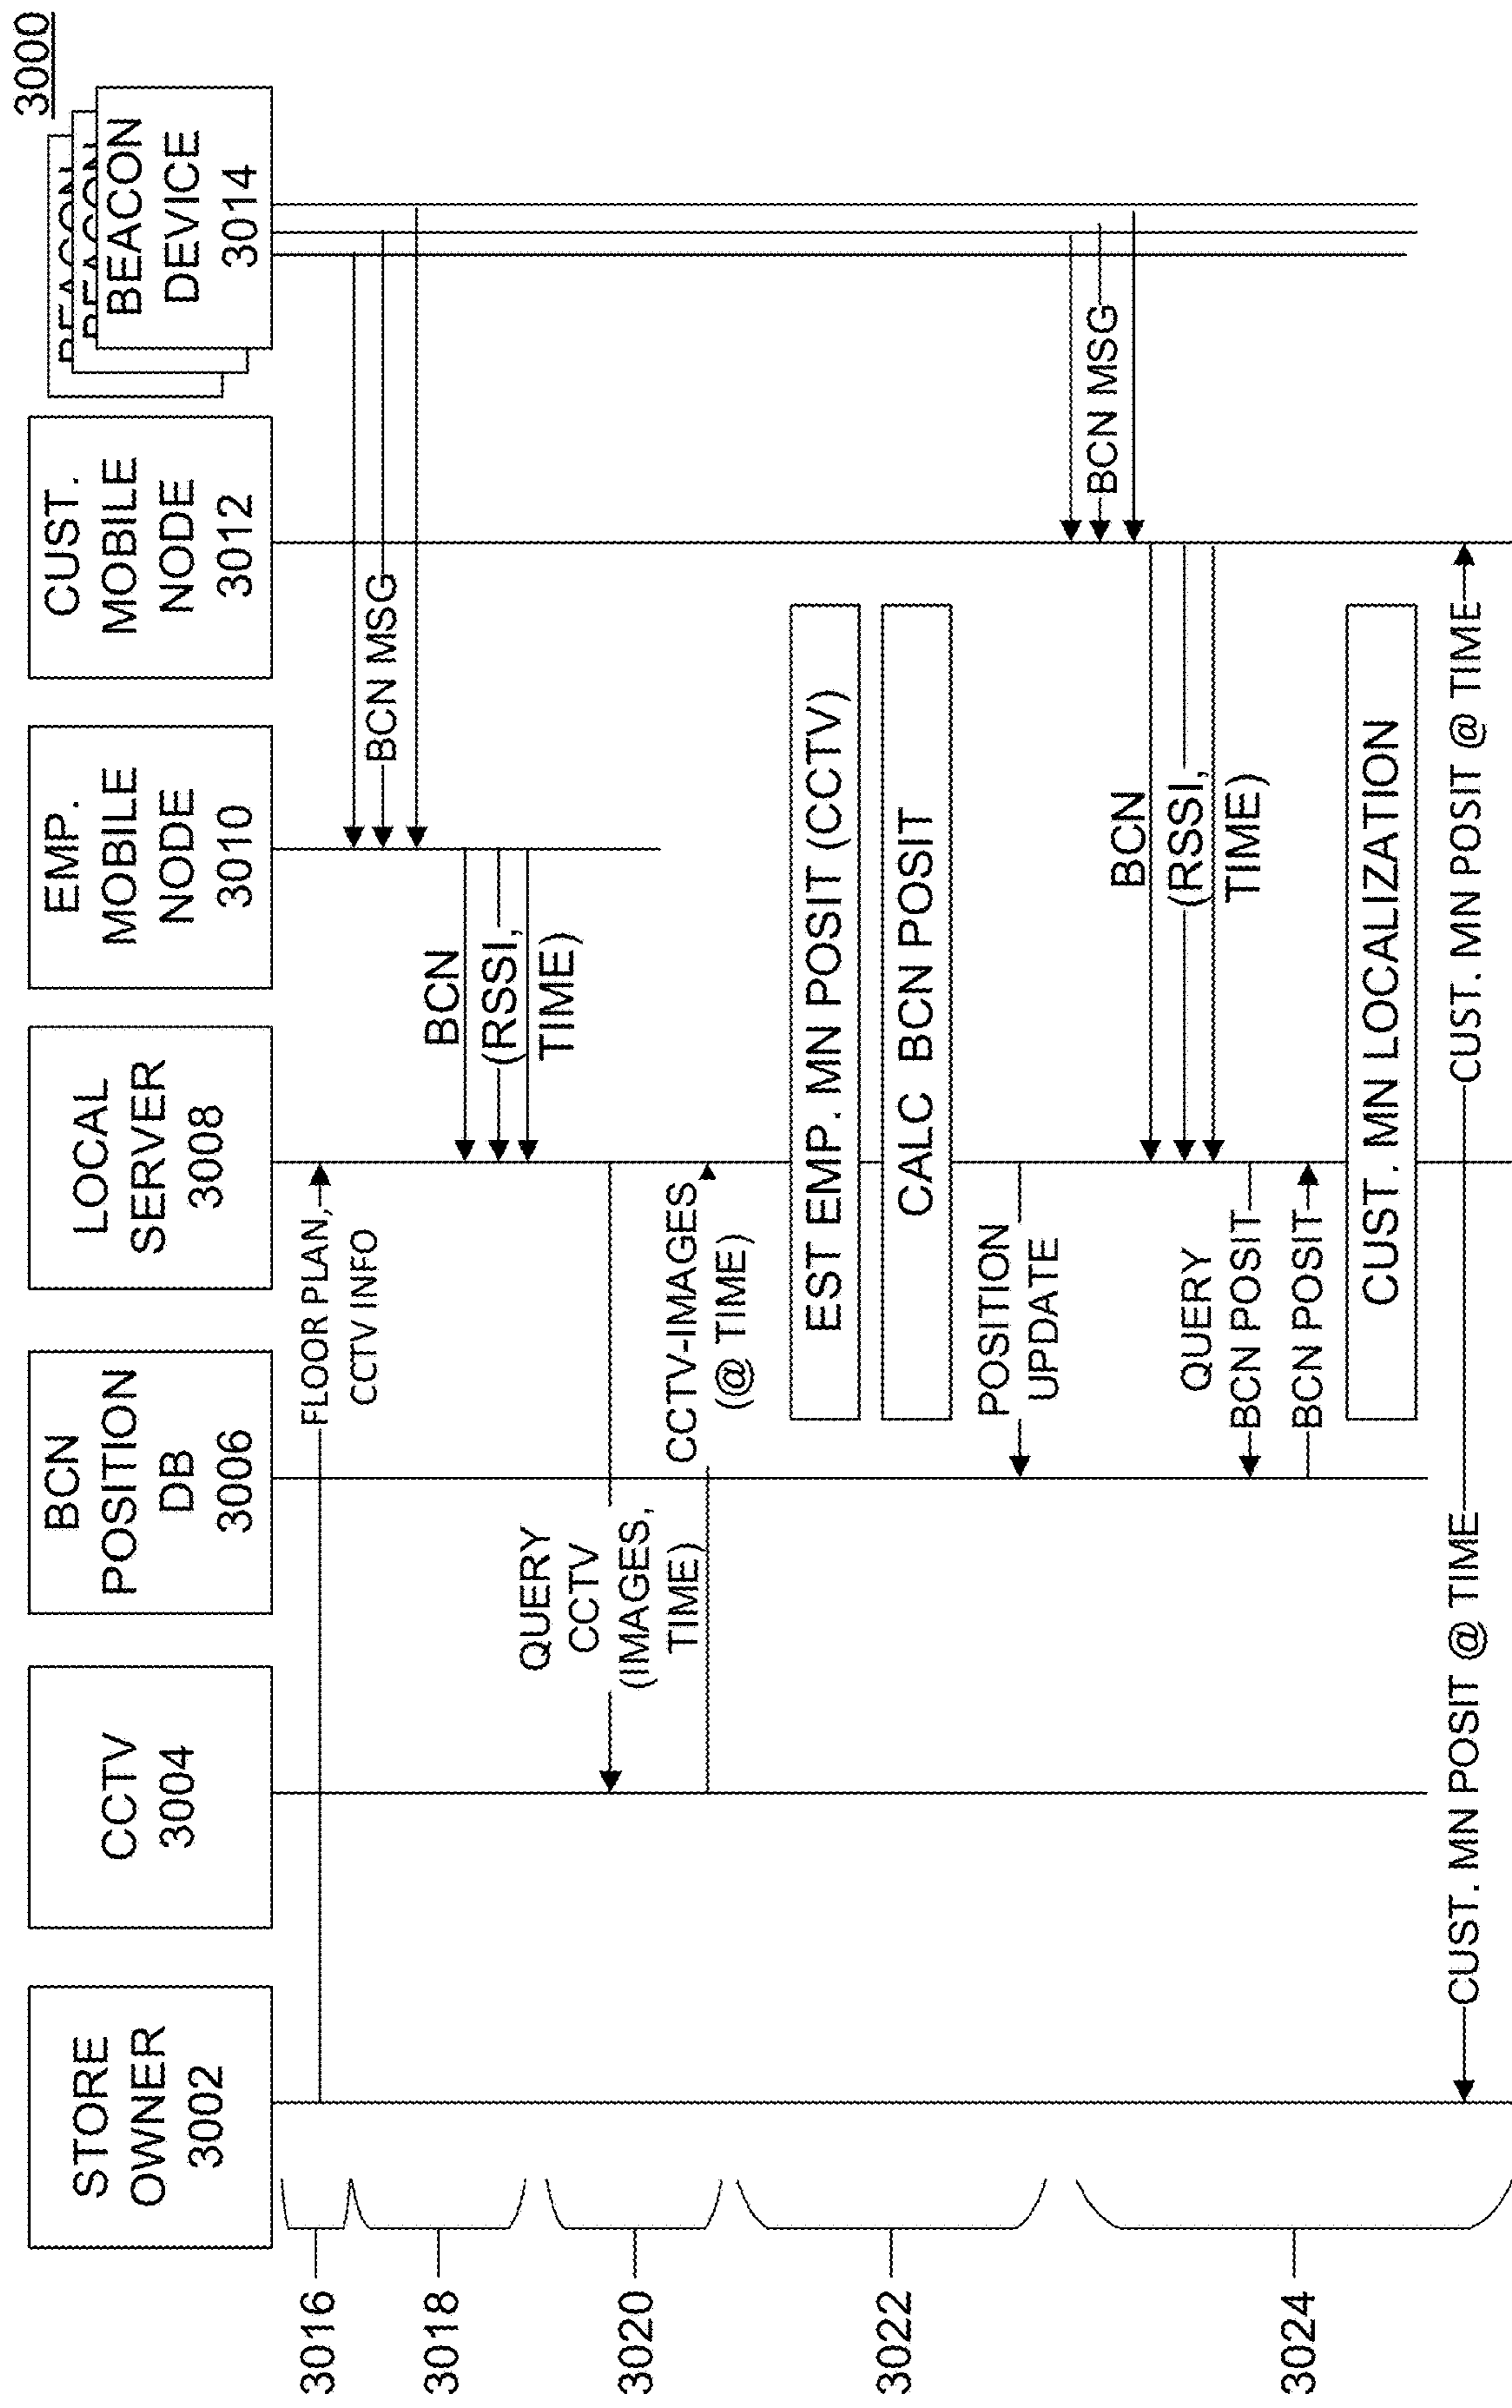 3000
STORE
OWNER
3002
CCTV
3004
BCN
POSITION
DB
3006
LOCAL
SERVER
3008
EMP.
MOBILE
NODE
3010
CUST.
MOBILE
NODE
3012
BEACON
BEACON
BEACON
DEVICE
3014
3016
FLOOR PLAN,
CCTV INFO
3018
BCN MSG
BCN
(RSSI,
TIME)
3020
QUERY
CCTV
(IMAGES,
TIME)
CCTV-IMAGES
(@ TIME)
3022
EST EMP. MN POSIT (CCTV)
CALC BCN POSIT
POSITION
UPDATE
3024
BCN MSG
BCN
(RSSI,
TIME)
QUERY
BCN POSIT
BCN POSIT
CUST. MN LOCALIZATION
CUST. MN POSIT @ TIME
CUST. MN POSIT @ TIME